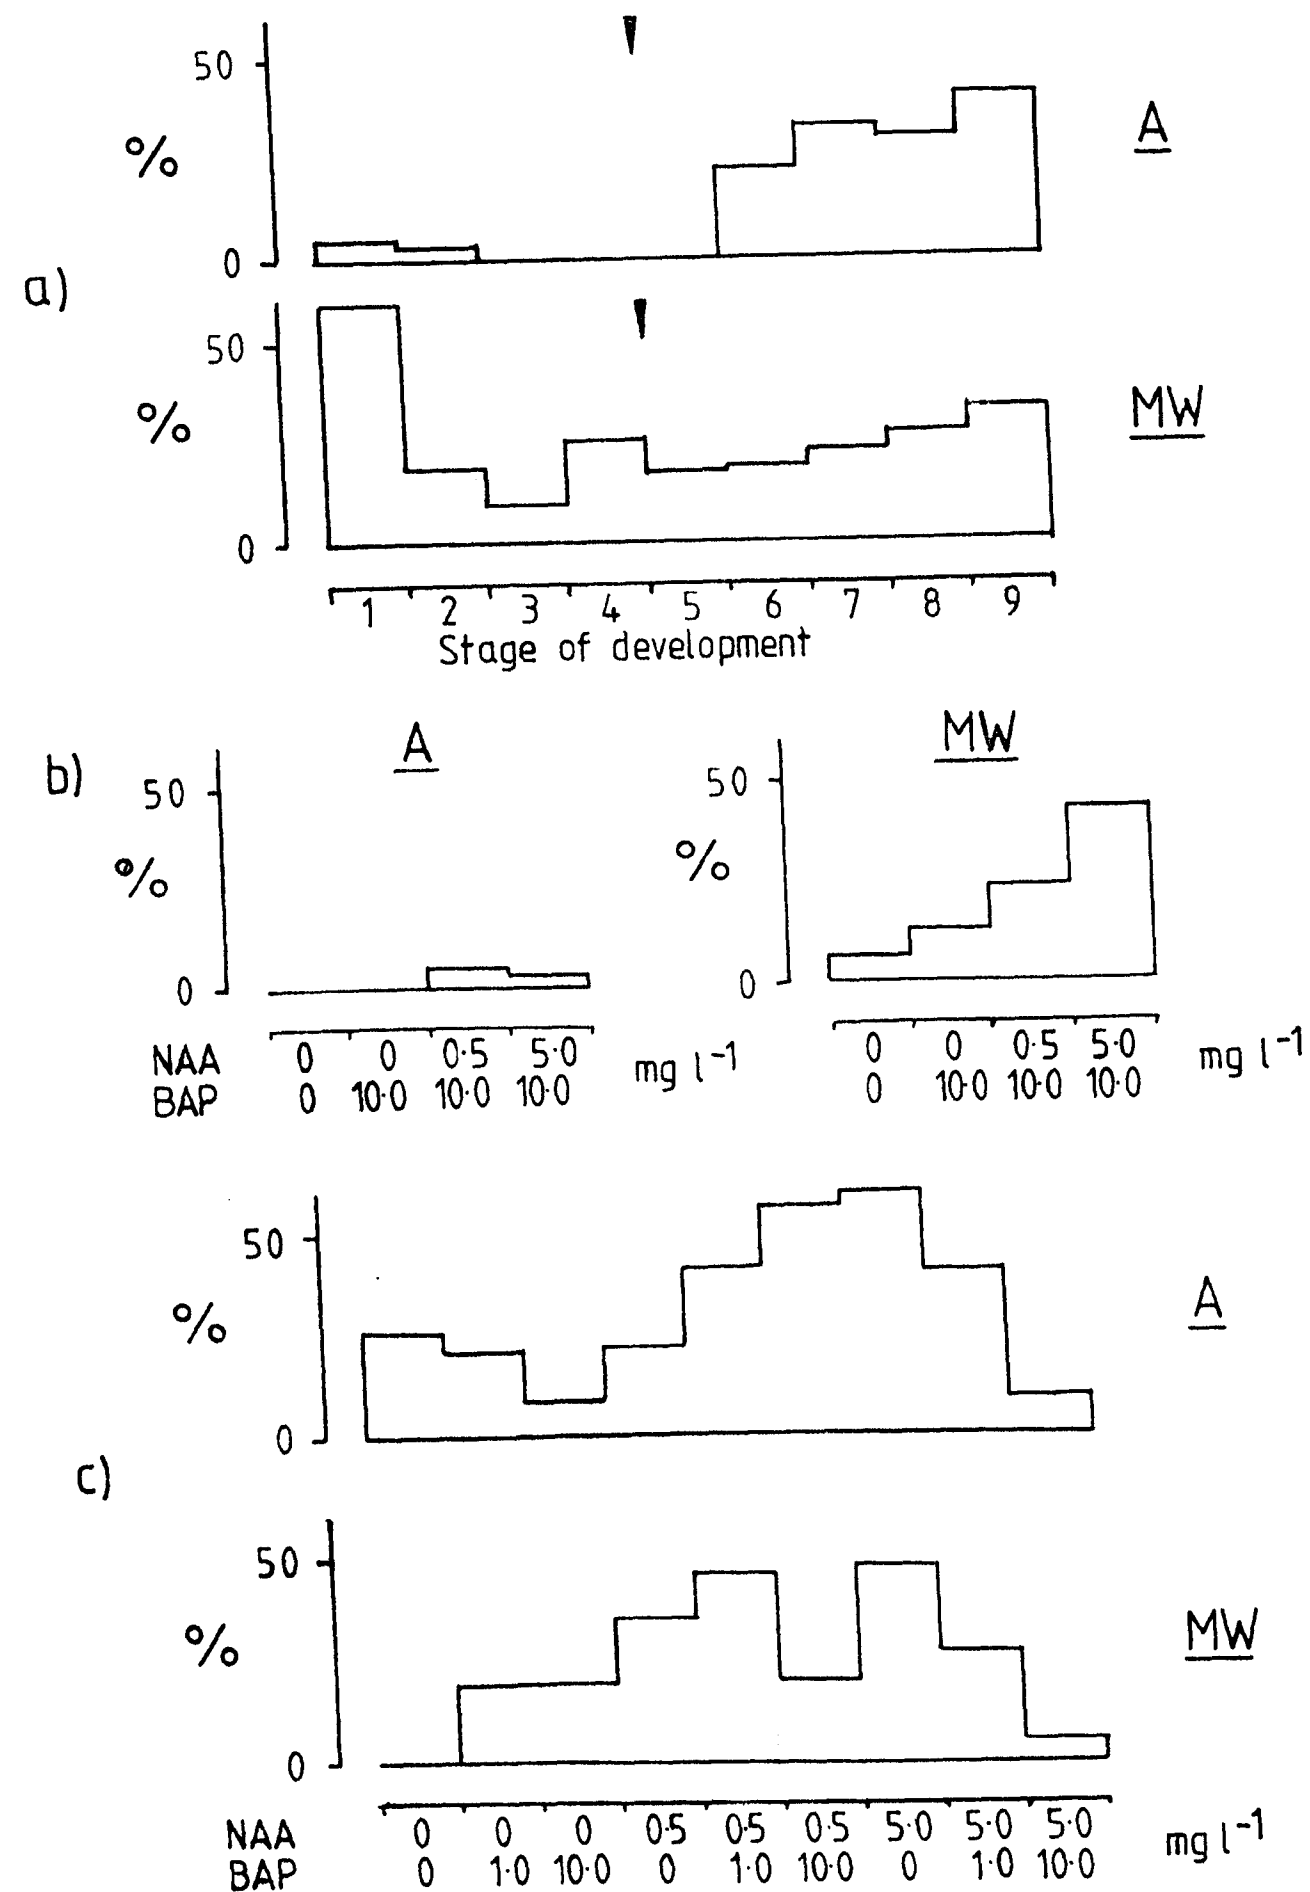 50
%
0
A
a)
50
%
0
MW
1 2 3 4 5 6 7 8 9
Stage of development
b)
A
50
%
0
NAA 0 0 0·5 5·0
BAP 0 10·0 10·0 10·0
mg l⁻¹
MW
50
%
0
0 0 0·5 5·0
0 10·0 10·0 10·0
mg l⁻¹
50
%
0
A
c)
50
%
0
MW
NAA 0 0 0 0·5 0·5 0·5 5·0 5·0 5·0
BAP 0 1·0 10·0 0 1·0 10·0 0 1·0 10·0
mg l⁻¹